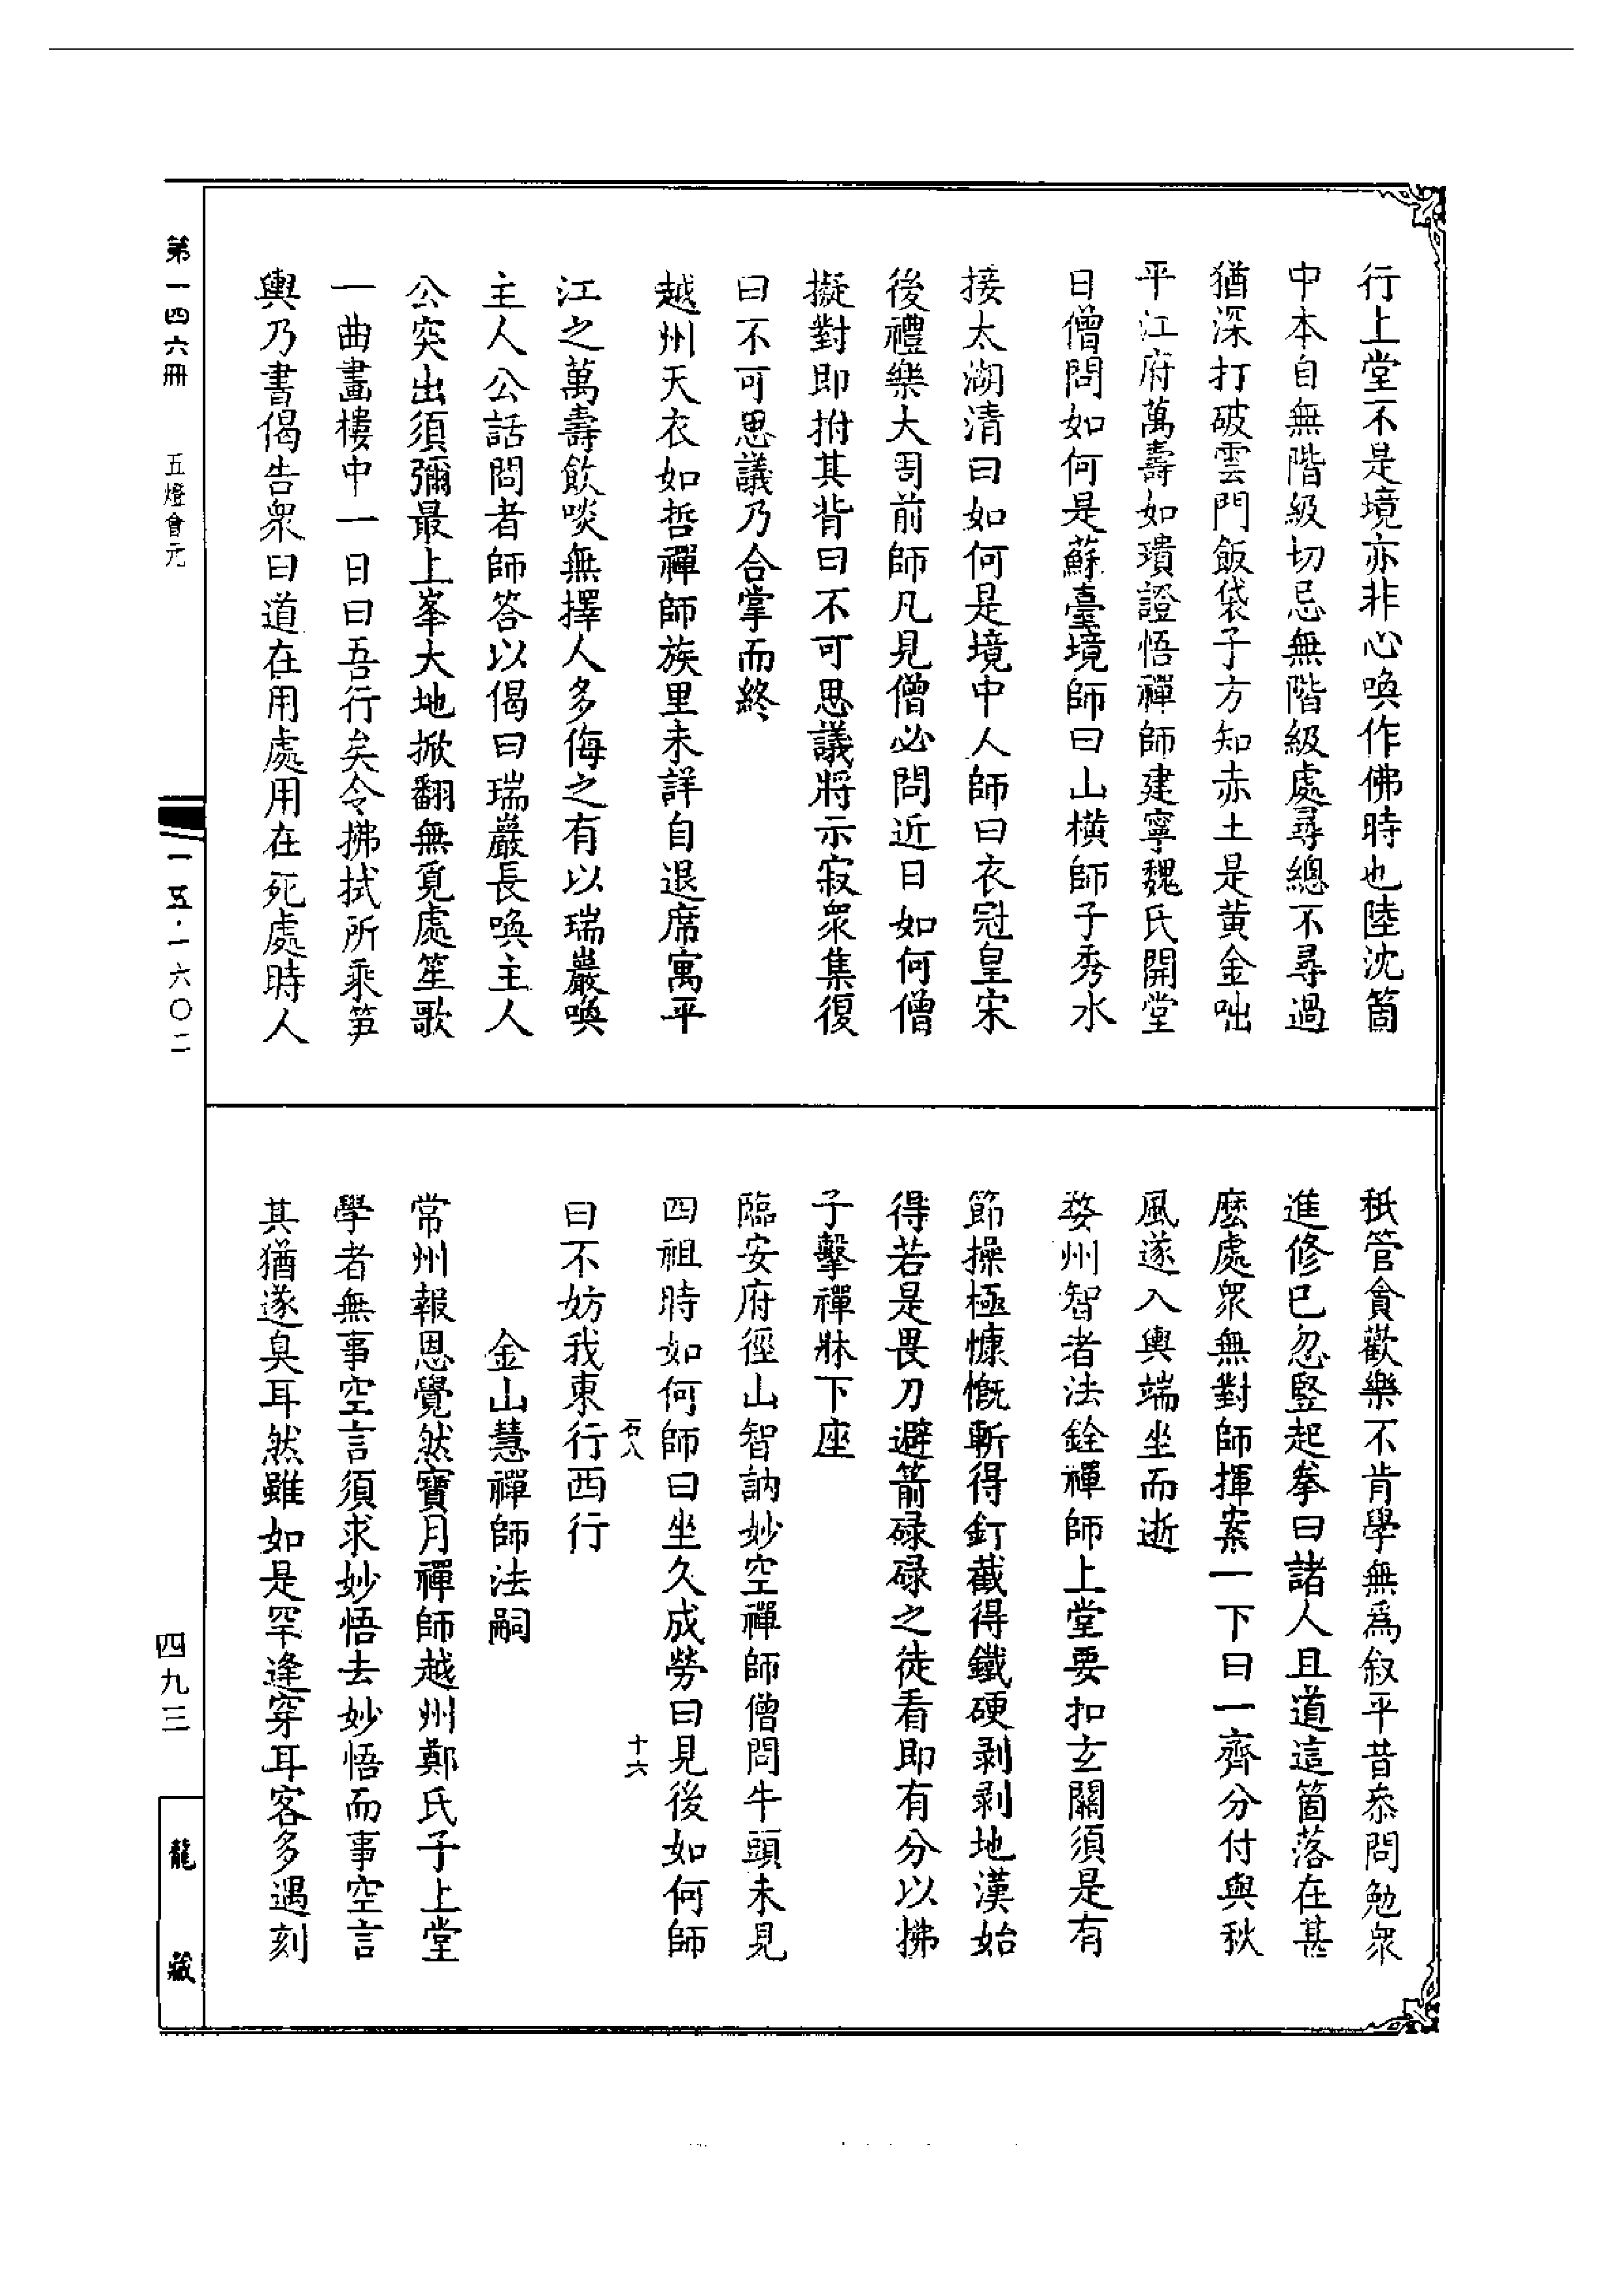 行上堂不是境亦非心喚作佛時也陸沈箇
中本自無階級切忌無階級處尋總不尋過
猶深打破雲門飯袋子方知赤土是黃金咄
平江府萬壽如璝證悟禪師建寧魏氏開堂
日僧問如何是蘇臺境師曰山橫師子秀水
接太湖清曰如何是境中人師曰衣冠皇宋
後禮樂大周前師凡見僧必問近日如何僧
擬對即拊其背曰不可思議將示寂眾集復
曰不可思議乃合掌而終
越州天衣如哲禪師族里未詳自退席寓平
江之萬壽飲啖無擇人多侮之有以瑞巖喚
主人公話問者師答以偈曰瑞巖長喚主人
公突出須彌最上峯大地掀翻無覓處笙歌
一曲畫樓中一日曰吾行矣令拂拭所乘筍
輿乃書偈告眾曰道在用處用在死處時人
秖管貪歡樂不肯學無為叙平昔叅問勉眾
進修已忽竪起拳曰諸人且道這箇落在甚
麽處眾無對師揮案一下曰一齊分付與秋
風遂入輿端坐而逝
婺州智者法銓禪師上堂要扣玄關須是有
節操極慷慨斬得釘截得鐵硬剥剥地漢始
得若是畏刀避箭碌碌之徒看即有分以拂
子擊禪牀下座
臨安府徑山智訥妙空禪師僧問牛頭未見
四祖時如何師曰坐久成勞曰見後如何師
石八
十六
曰不妨我東行西行
金山慧禪師法嗣
常州報恩覺然寶月禪師越州鄭氏子上堂
學者無事空言須求妙悟去妙悟而事空言
其猶逐臭耳然雖如是罕逢穿耳客多遇刻
第一四六冊
五燈會元
一五·一六〇二
四九三
龍藏